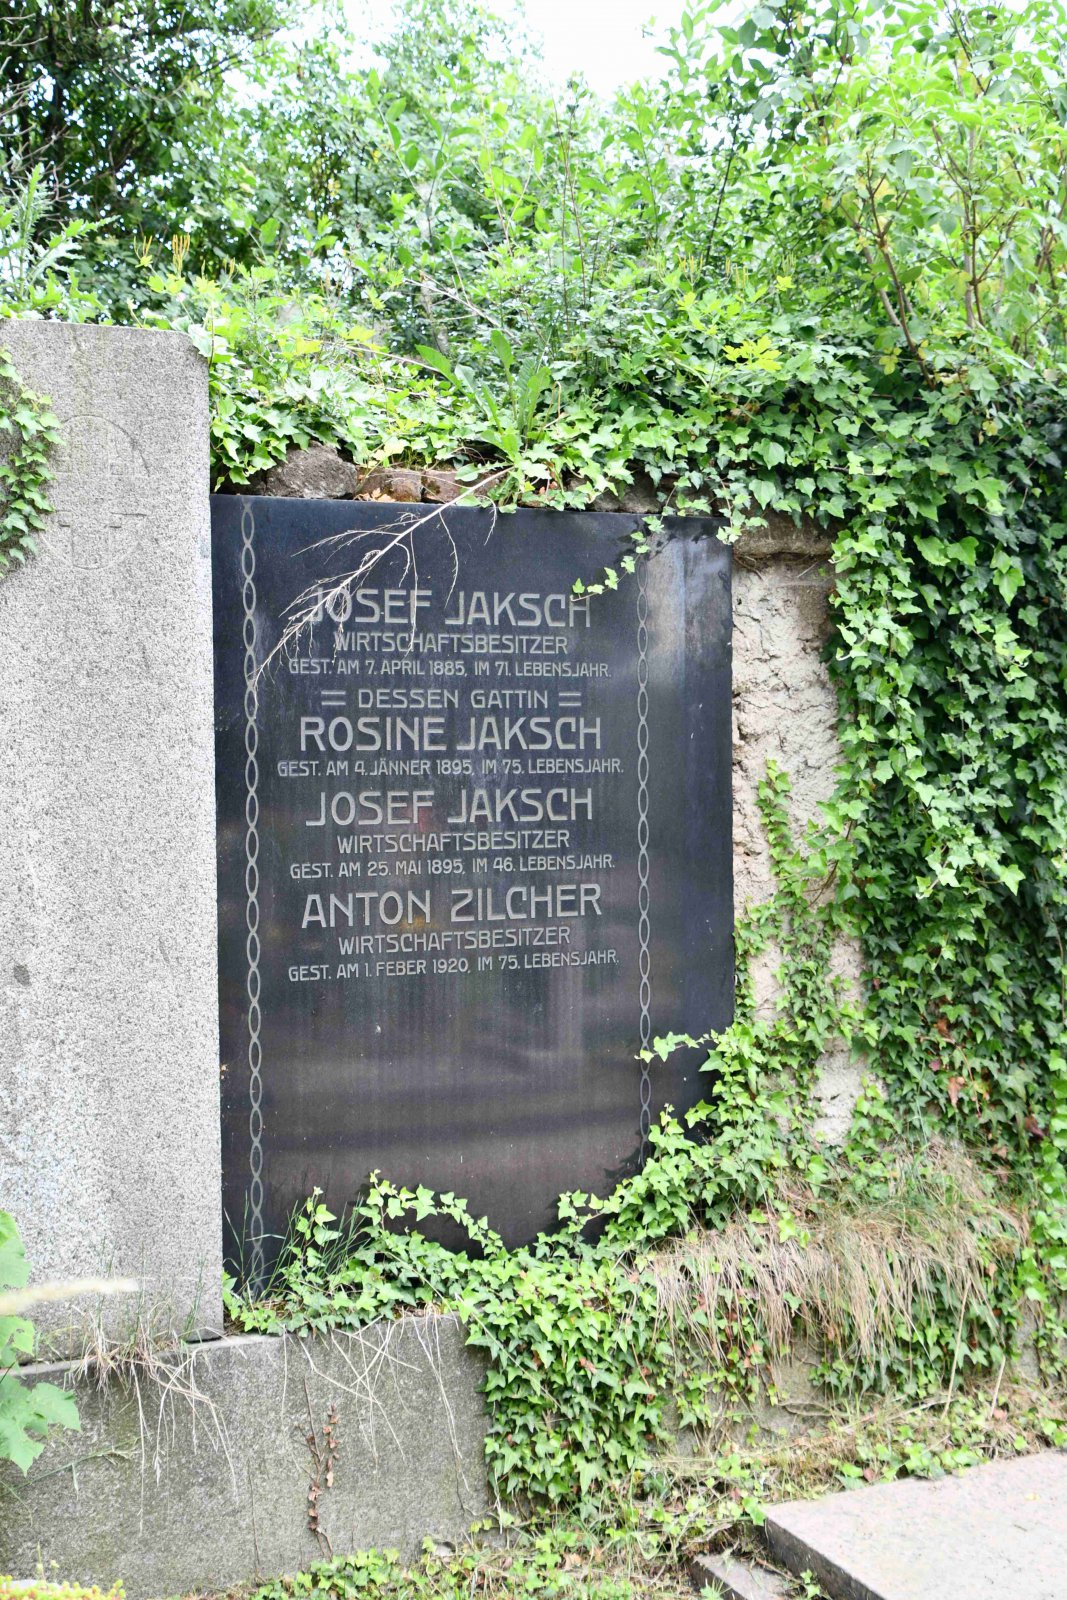 JOSEF JAKSCH
WIRTSCHAFTSBESITZER
GEST. AM 7. APRIL 1885, IM 71. LEBENSJAHR.
= DESSEN GATTIN =
ROSINE JAKSCH
GEST. AM 4. JÄNNER 1895, IM 75. LEBENSJAHR.
JOSEF JAKSCH
WIRTSCHAFTSBESITZER
GEST. AM 25. MAI 1895, IM 46. LEBENSJAHR.
ANTON ZILCHER
WIRTSCHAFTSBESITZER
GEST. AM 1. FEBER 1920, IM 75. LEBENSJAHR.